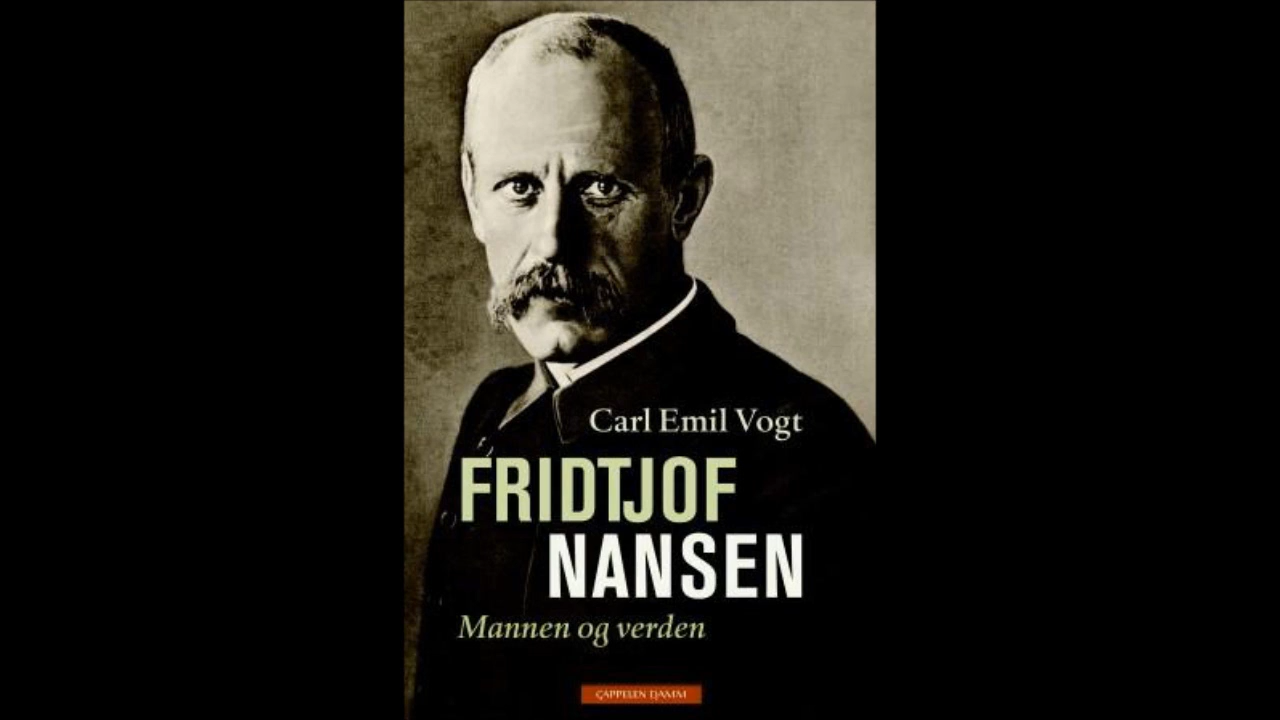 Carl Emil Vogt
FRIDTJOF
NANSEN
Mannen og verden
CAPPELEN DAMM